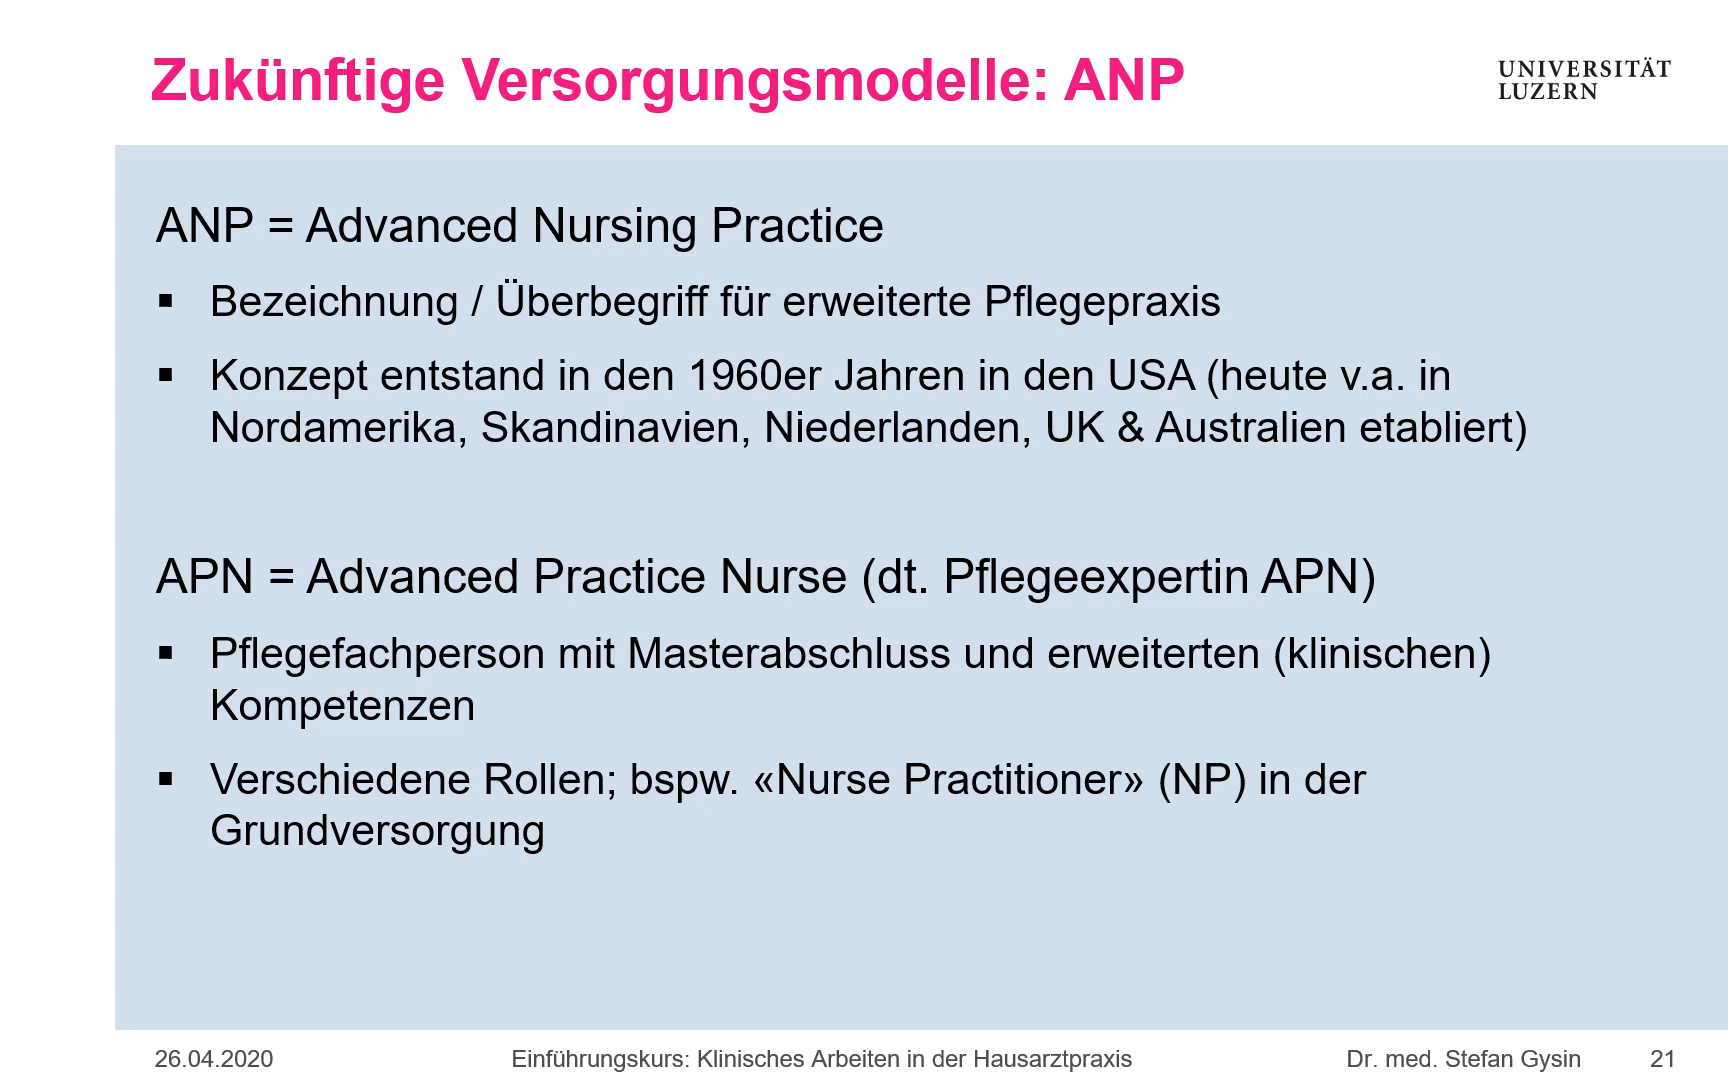 Zukünftige Versorgungsmodelle: ANP
UNIVERSITÄT
LUZERN
ANP = Advanced Nursing Practice
▪ Bezeichnung / Überbegriff für erweiterte Pflegepraxis
▪ Konzept entstand in den 1960er Jahren in den USA (heute v.a. in
Nordamerika, Skandinavien, Niederlanden, UK & Australien etabliert)
APN = Advanced Practice Nurse (dt. Pflegeexpertin APN)
▪ Pflegefachperson mit Masterabschluss und erweiterten (klinischen)
Kompetenzen
▪ Verschiedene Rollen; bspw. «Nurse Practitioner» (NP) in der
Grundversorgung
26.04.2020 Einführungskurs: Klinisches Arbeiten in der Hausarztpraxis Dr. med. Stefan Gysin 21